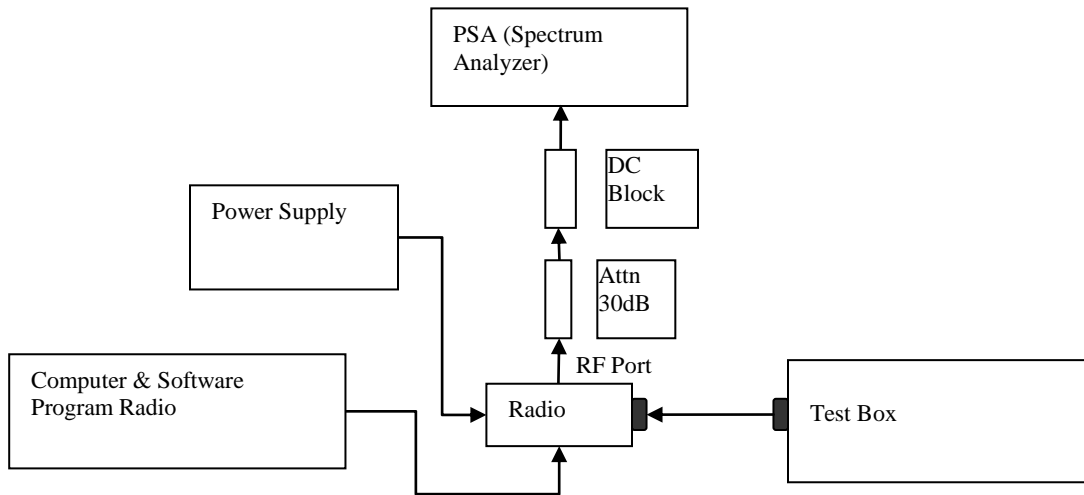 PSA (Spectrum
Analyzer)
DC
Block
Power Supply
Attn
30dB
RF Port
Computer & Software
Program Radio
Radio
Test Box